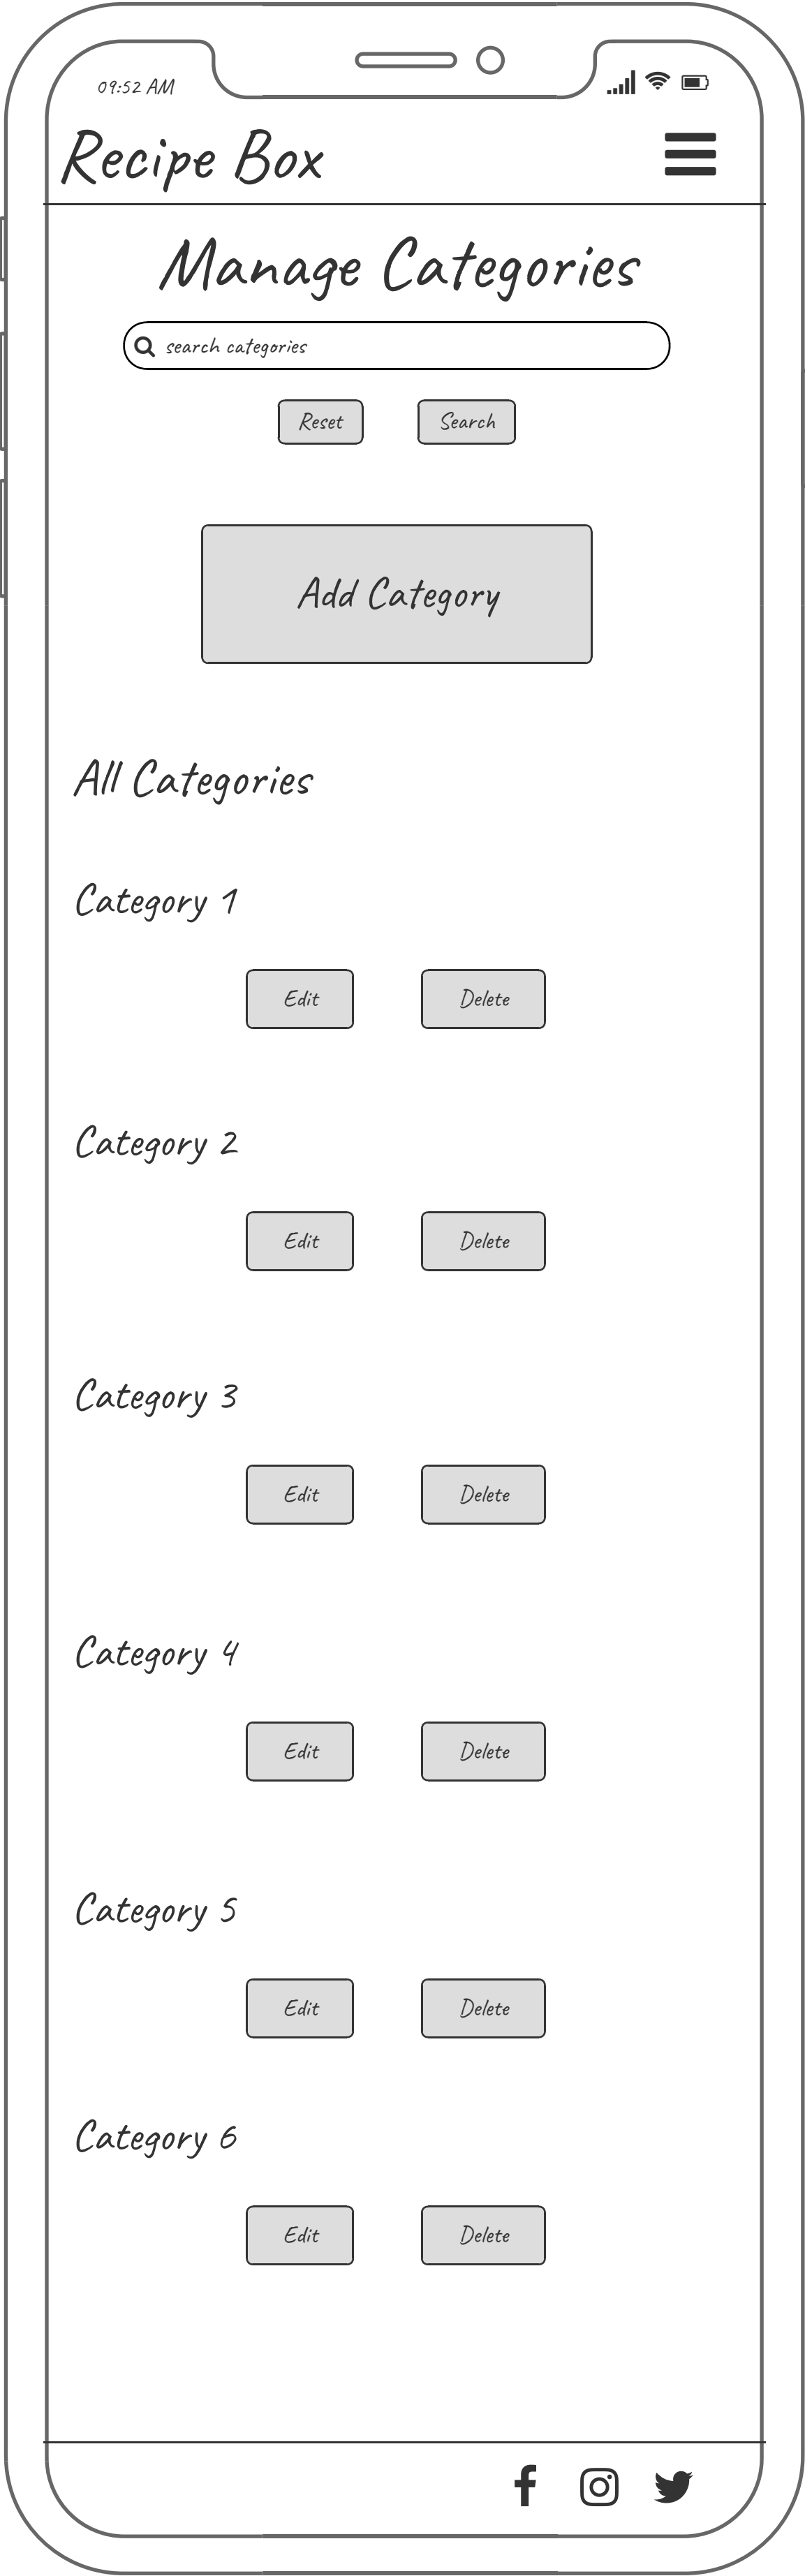 09:52 AM
Recipe Box
Manage Categories
search categories
Reset Search
Add Category
All Categories
Category 1
Edit Delete
Category 2
Edit Delete
Category 3
Edit Delete
Category 4
Edit Delete
Category 5
Edit Delete
Category 6
Edit Delete